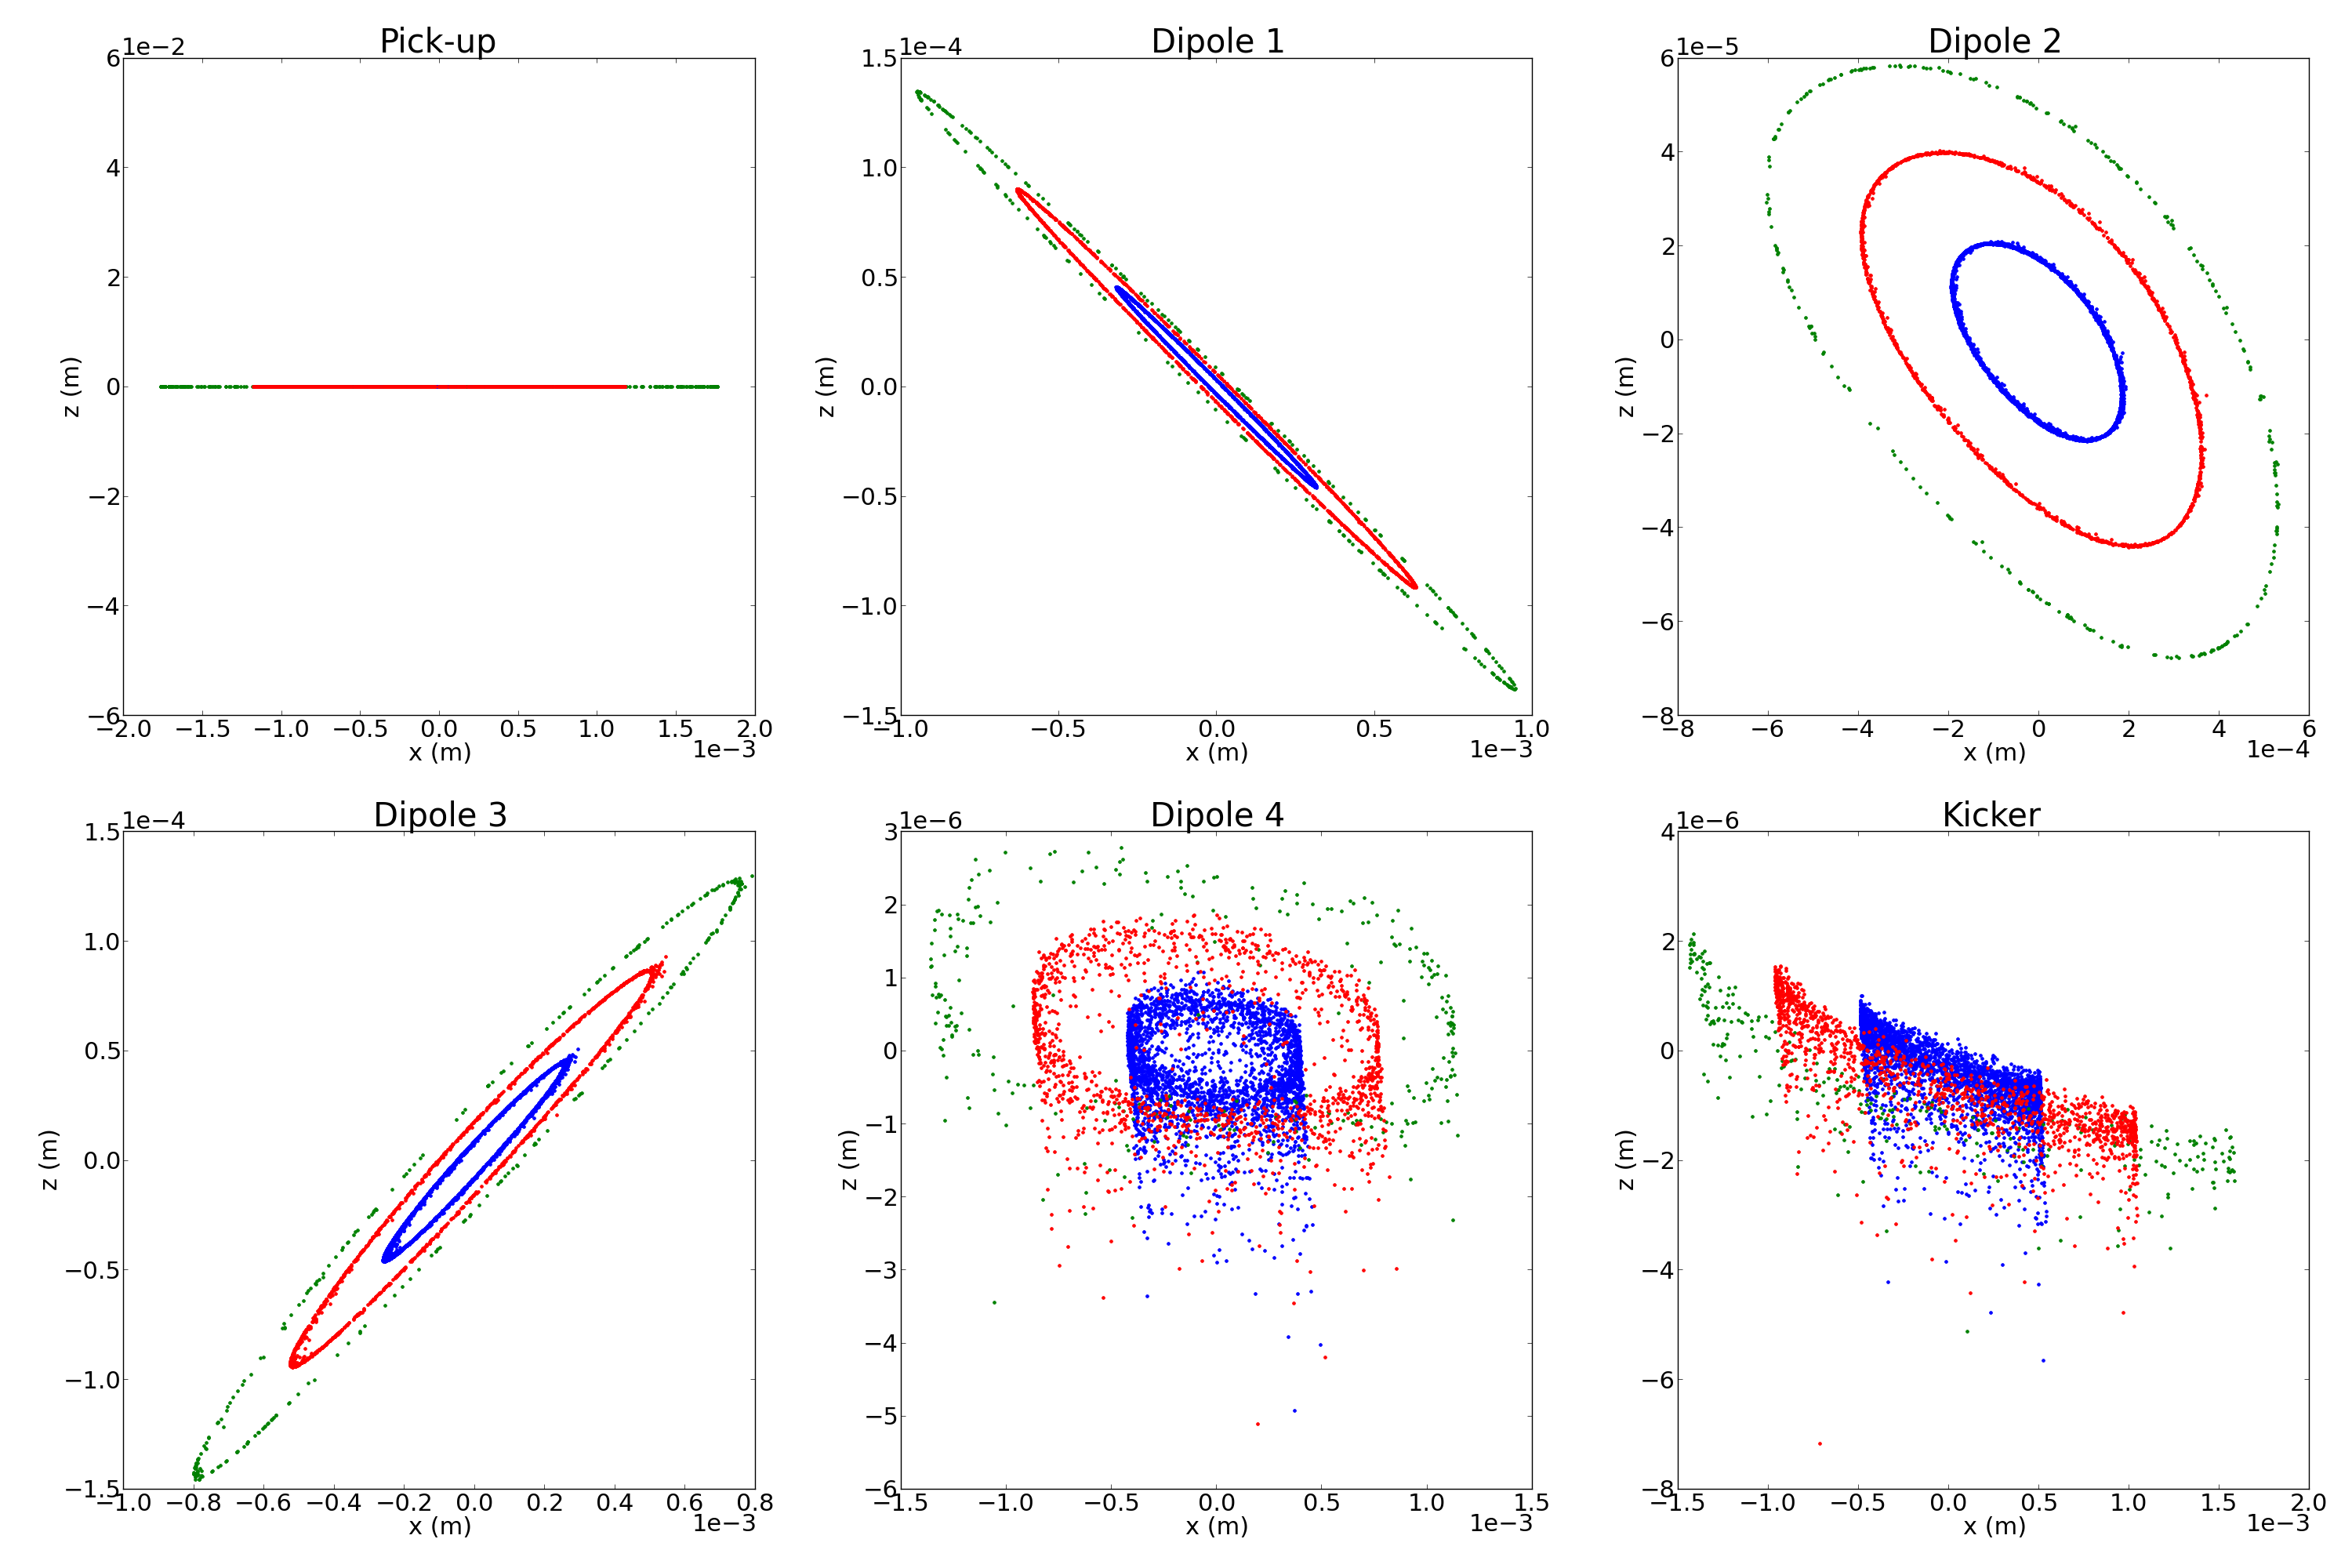 Pick-up
1e−2
6
4
2
0
−2
−4
−6
z (m)
−2.0 −1.5 −1.0 −0.5 0.0 0.5 1.0 1.5 2.0
x (m)
1e−3
Dipole 1
1e−4
1.5
1.0
0.5
0.0
−0.5
−1.0
−1.5
z (m)
−1.0 −0.5 0.0 0.5 1.0
x (m)
1e−3
Dipole 2
1e−5
6
4
2
0
−2
−4
−6
−8
z (m)
−8 −6 −4 −2 0 2 4 6
x (m)
1e−4
Dipole 3
1e−4
1.5
1.0
0.5
0.0
−0.5
−1.0
−1.5
z (m)
−1.0 −0.8 −0.6 −0.4 −0.2 0.0 0.2 0.4 0.6 0.8
x (m)
1e−3
Dipole 4
1e−6
3
2
1
0
−1
−2
−3
−4
−5
−6
z (m)
−1.5 −1.0 −0.5 0.0 0.5 1.0 1.5
x (m)
1e−3
Kicker
1e−6
4
2
0
−2
−4
−6
−8
z (m)
−1.5 −1.0 −0.5 0.0 0.5 1.0 1.5 2.0
x (m)
1e−3